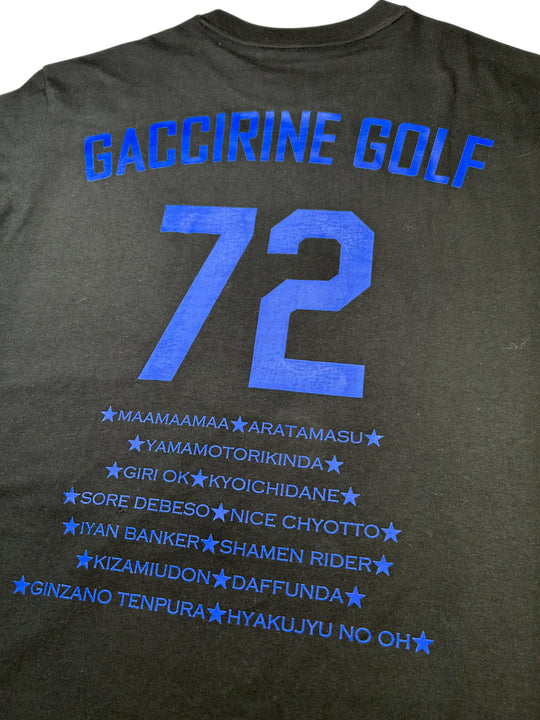 GACCIRINE GOLF
72
★MAAMAAMAA★ARATAMASU★
★YAMAMOTORIKINDA★
★GIRI OK★KYOICHIDANE★
★SORE DEBESO★NICE CHYOTTO★
★IYAN BANKER★SHAMEN RIDER★
★KIZAMIUDON★DAFFUNDA★
★GINZANO TENPURA★HYAKUJYU NO OH★